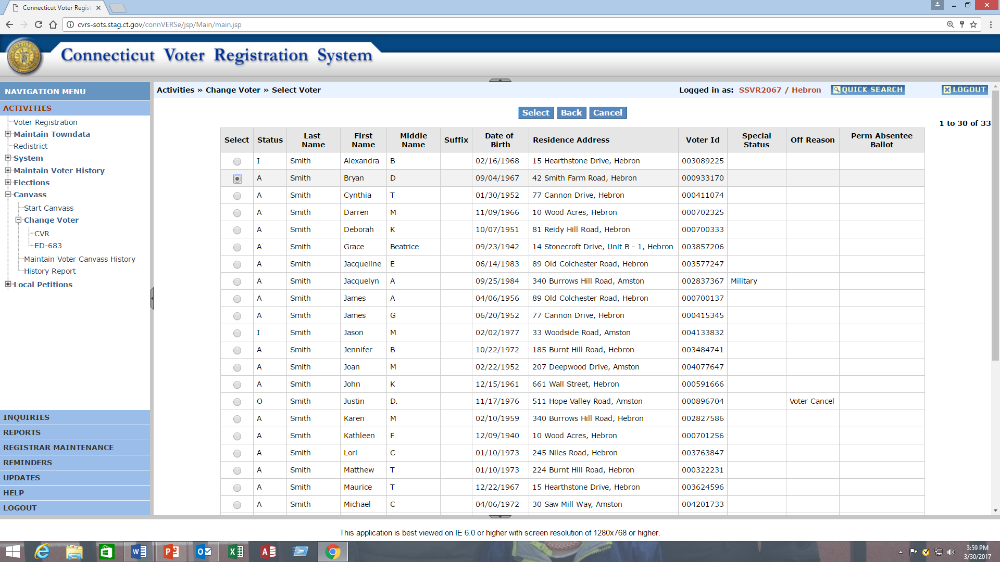 Connecticut Voter Regist
cvrs-sots.stag.ct.gov/connVERSe/jsp/Main/main.jsp
Connecticut Voter Registration System
NAVIGATION MENU
ACTIVITIES
Voter Registration
Maintain Towndata
Redistrict
System
Maintain Voter History
Elections
Canvass
Start Canvass
Change Voter
CVR
ED-683
Maintain Voter Canvass History
History Report
Local Petitions
INQUIRIES
REPORTS
REGISTRAR MAINTENANCE
REMINDERS
UPDATES
HELP
LOGOUT
Activities » Change Voter » Select Voter
Logged in as: SSVR2067 / Hebron QUICK SEARCH LOGOUT
Select Back Cancel
1 to 30 of 33
Select Status Last Name First Name Middle Name Suffix Date of Birth Residence Address Voter Id Special Status Off Reason Perm Absentee Ballot
I Smith Alexandra B 02/16/1968 15 Hearthstone Drive, Hebron 003089225
A Smith Bryan D 09/04/1967 42 Smith Farm Road, Hebron 000933170
A Smith Cynthia T 01/30/1952 77 Cannon Drive, Hebron 000411074
A Smith Darren M 11/09/1966 10 Wood Acres, Hebron 000702325
A Smith Deborah K 10/07/1951 81 Reidy Hill Road, Hebron 000700333
A Smith Grace Beatrice 09/23/1942 14 Stonecroft Drive, Unit B - 1, Hebron 003857206
A Smith Jacqueline E 06/14/1983 89 Old Colchester Road, Hebron 003577247
A Smith Jacquelyn A 09/25/1984 340 Burrows Hill Road, Amston 002837367 Military
A Smith James A 04/06/1956 89 Old Colchester Road, Hebron 000700137
A Smith James G 06/20/1952 77 Cannon Drive, Hebron 000415345
I Smith Jason M 02/02/1977 33 Woodside Road, Amston 004133832
A Smith Jennifer B 10/22/1972 185 Burnt Hill Road, Hebron 003484741
A Smith Joan M 02/22/1952 207 Deepwood Drive, Amston 004077647
A Smith John K 12/15/1961 661 Wall Street, Hebron 000591666
O Smith Justin D. 11/17/1976 511 Hope Valley Road, Amston 000896704 Voter Cancel
A Smith Karen M 02/10/1959 340 Burrows Hill Road, Hebron 002827586
A Smith Kathleen F 12/09/1940 10 Wood Acres, Hebron 000701256
A Smith Lori C 01/10/1973 245 Niles Road, Hebron 003763847
A Smith Matthew T 01/10/1973 224 Burnt Hill Road, Hebron 000322231
A Smith Maurice T 12/22/1967 15 Hearthstone Drive, Hebron 003624596
A Smith Michael C 04/06/1972 30 Saw Mill Way, Amston 004201733
This application is best viewed on IE 6.0 or higher with screen resolution of 1280x768 or higher.
3:59 PM
3/30/2017